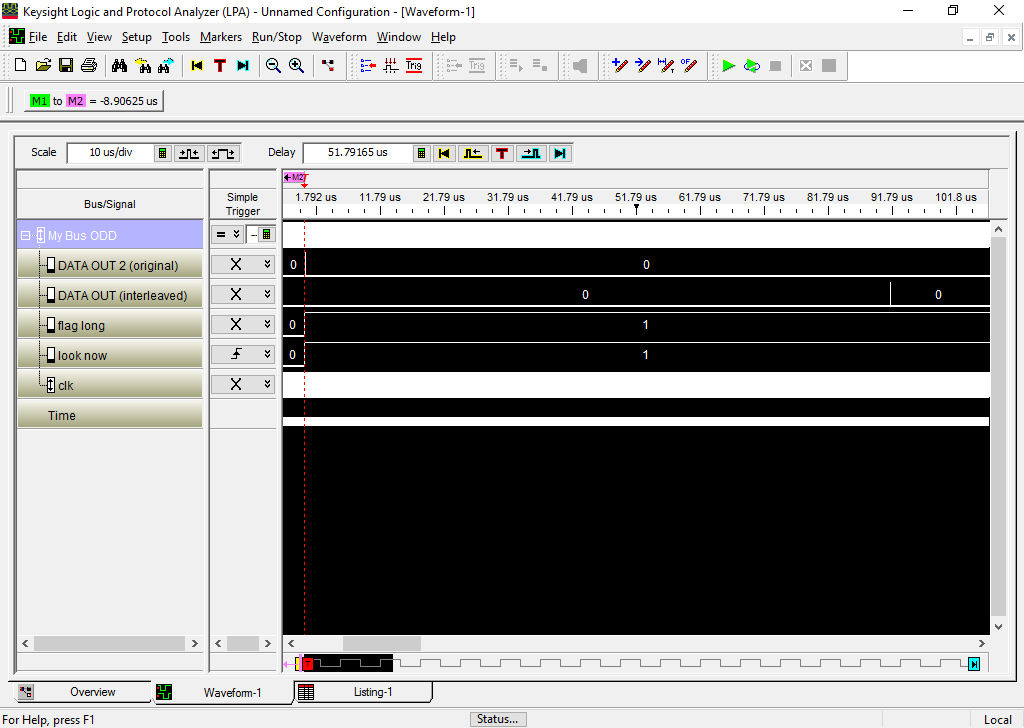 Keysight Logic and Protocol Analyzer (LPA) - Unnamed Configuration - [Waveform-1]
File Edit View Setup Tools Markers Run/Stop Waveform Window Help
T Trig Trig
M1 to M2 = -8.90625 us
Scale 10 us/div Delay 51.79165 us T
M2 T
Bus/Signal Simple Trigger 1.792 us 11.79 us 21.79 us 31.79 us 41.79 us 51.79 us 61.79 us 71.79 us 81.79 us 91.79 us 101.8 us
My Bus ODD = --
DATA OUT 2 (original) X 0 0
DATA OUT (interleaved) X 0 0
flag long X 0 1
look now 0 1
clk X
Time
T
Overview Waveform-1 Listing-1
For Help, press F1 Status... Local